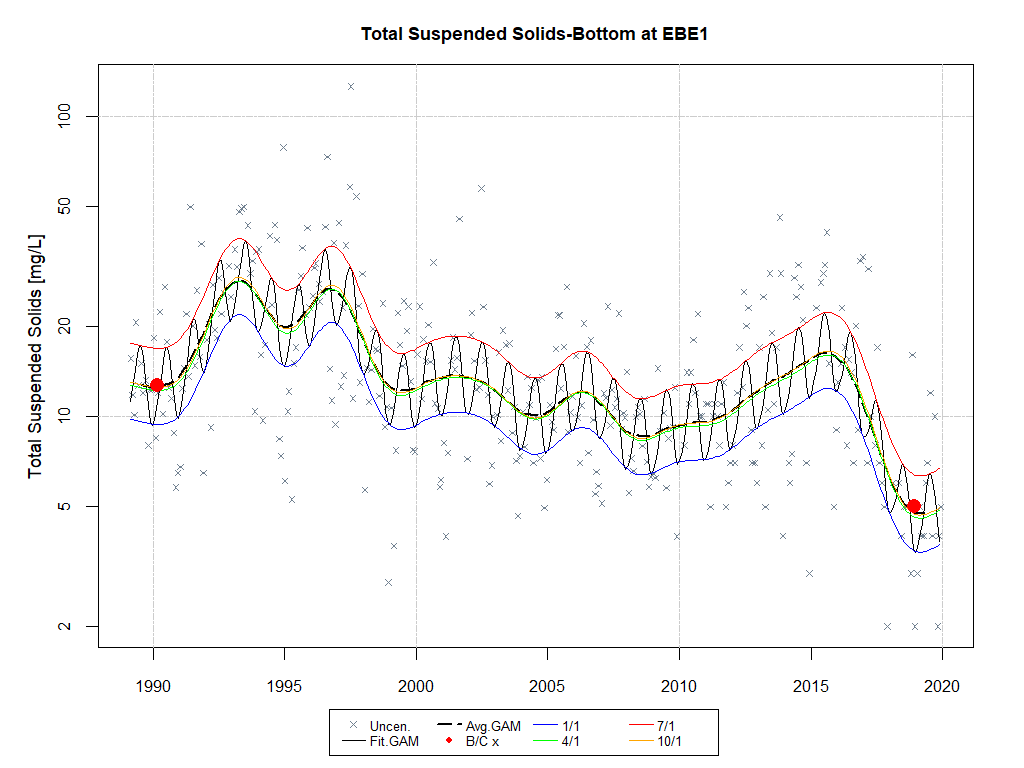 Total Suspended Solids-Bottom at EBE1
Total Suspended Solids [mg/L]
100
50
20
10
5
2
1990 1995 2000 2005 2010 2015 2020
Uncen. Avg.GAM 1/1 7/1
Fit.GAM B/C x 4/1 10/1